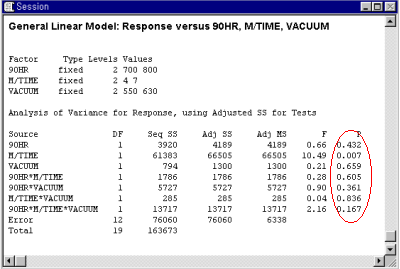 Session
General Linear Model: Response versus 90HR, M/TIME, VACUUM
Factor Type Levels Values
90HR fixed 2 700 800
M/TIME fixed 2 4 7
VACUUM fixed 2 550 630
Analysis of Variance for Response, using Adjusted SS for Tests
Source DF Seq SS Adj SS Adj MS F P
90HR 1 3920 4189 4189 0.66 0.432
M/TIME 1 61383 66505 66505 10.49 0.007
VACUUM 1 794 1300 1300 0.21 0.659
90HR*M/TIME 1 1786 1786 1786 0.28 0.605
90HR*VACUUM 1 5727 5727 5727 0.90 0.361
M/TIME*VACUUM 1 285 285 285 0.04 0.836
90HR*M/TIME*VACUUM 1 13717 13717 13717 2.16 0.167
Error 12 76060 76060 6338
Total 19 163673